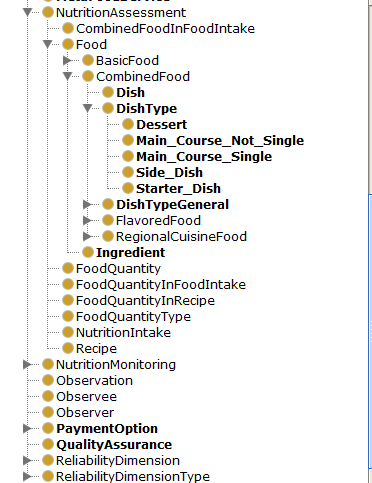 NutritionAssessment
CombinedFoodInFoodIntake
Food
BasicFood
CombinedFood
Dish
DishType
Dessert
Main_Course_Not_Single
Main_Course_Single
Side_Dish
Starter_Dish
DishTypeGeneral
FlavoredFood
RegionalCuisineFood
Ingredient
FoodQuantity
FoodQuantityInFoodIntake
FoodQuantityInRecipe
FoodQuantityType
NutritionIntake
Recipe
NutritionMonitoring
Observation
Observee
Observer
PaymentOption
QualityAssurance
ReliabilityDimension
ReliabilityDimensionType